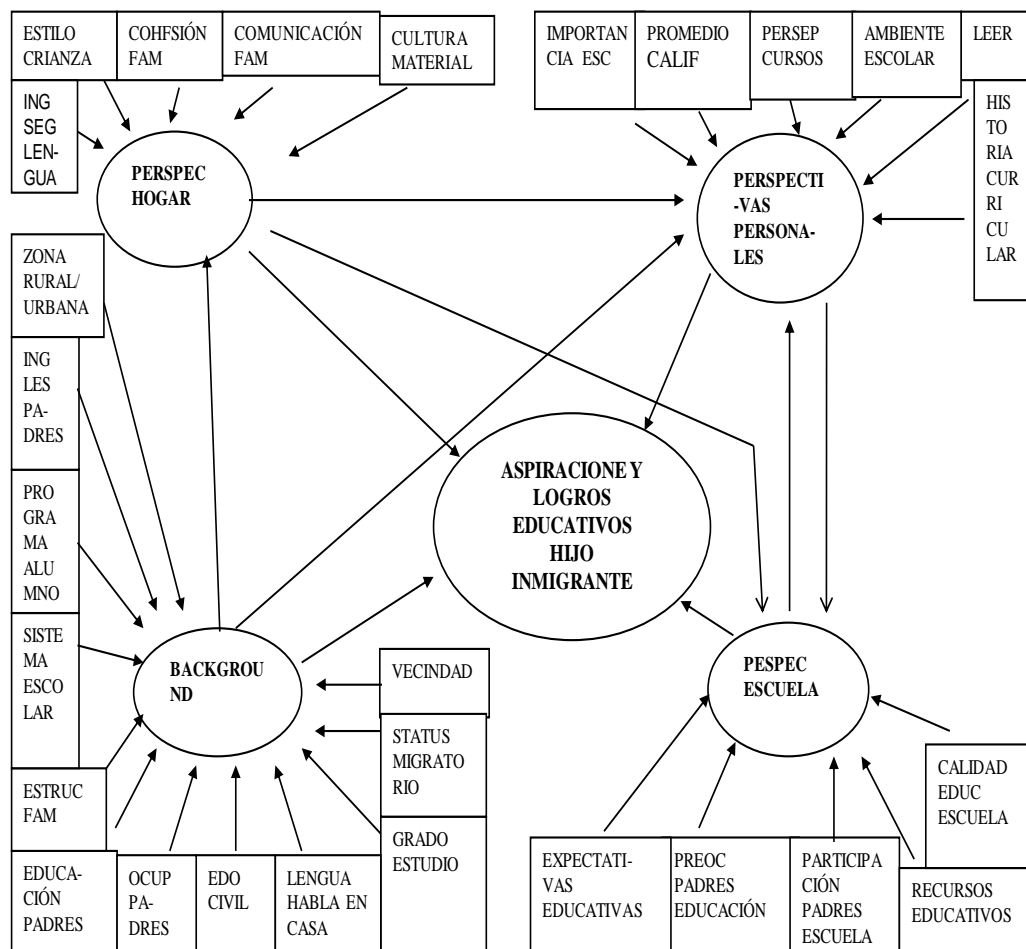 ESTILO
CRIANZA
COHFSIÓN
FAM
COMUNICACIÓN
FAM
CULTURA
MATERIAL
IMPORTAN
CIA ESC
PROMEDIO
CALIF
PERSEP
CURSOS
AMBIENTE
ESCOLAR
LEER
ING
SEG
LEN-
GUA
HIS
TO
RIA
CUR
RI
CU
LAR
PERSPEC
HOGAR
PERSPECTI
-VAS
PERSONA-
LES
ZONA
RURAL/
URBANA
ING
LES
PA-
DRES
PRO
GRA
MA
ALU
MNO
SISTE
MA
ESCO
LAR
ASPIRACIONE Y
LOGROS
EDUCATIVOS
HIJO
INMIGRANTE
BACKGROU
ND
PESPEC
ESCUELA
VECINDAD
STATUS
MIGRATO
RIO
GRADO
ESTUDIO
ESTRUC
FAM
EDUCA-
CIÓN
PADRES
OCUP
PA-
DRES
EDO
CIVIL
LENGUA
HABLA EN
CASA
EXPECTATI-
VAS
EDUCATIVAS
PREOC
PADRES
EDUCACIÓN
PARTICIPA
CIÓN
PADRES
ESCUELA
CALIDAD
EDUC
ESCUELA
RECURSOS
EDUCATIVOS